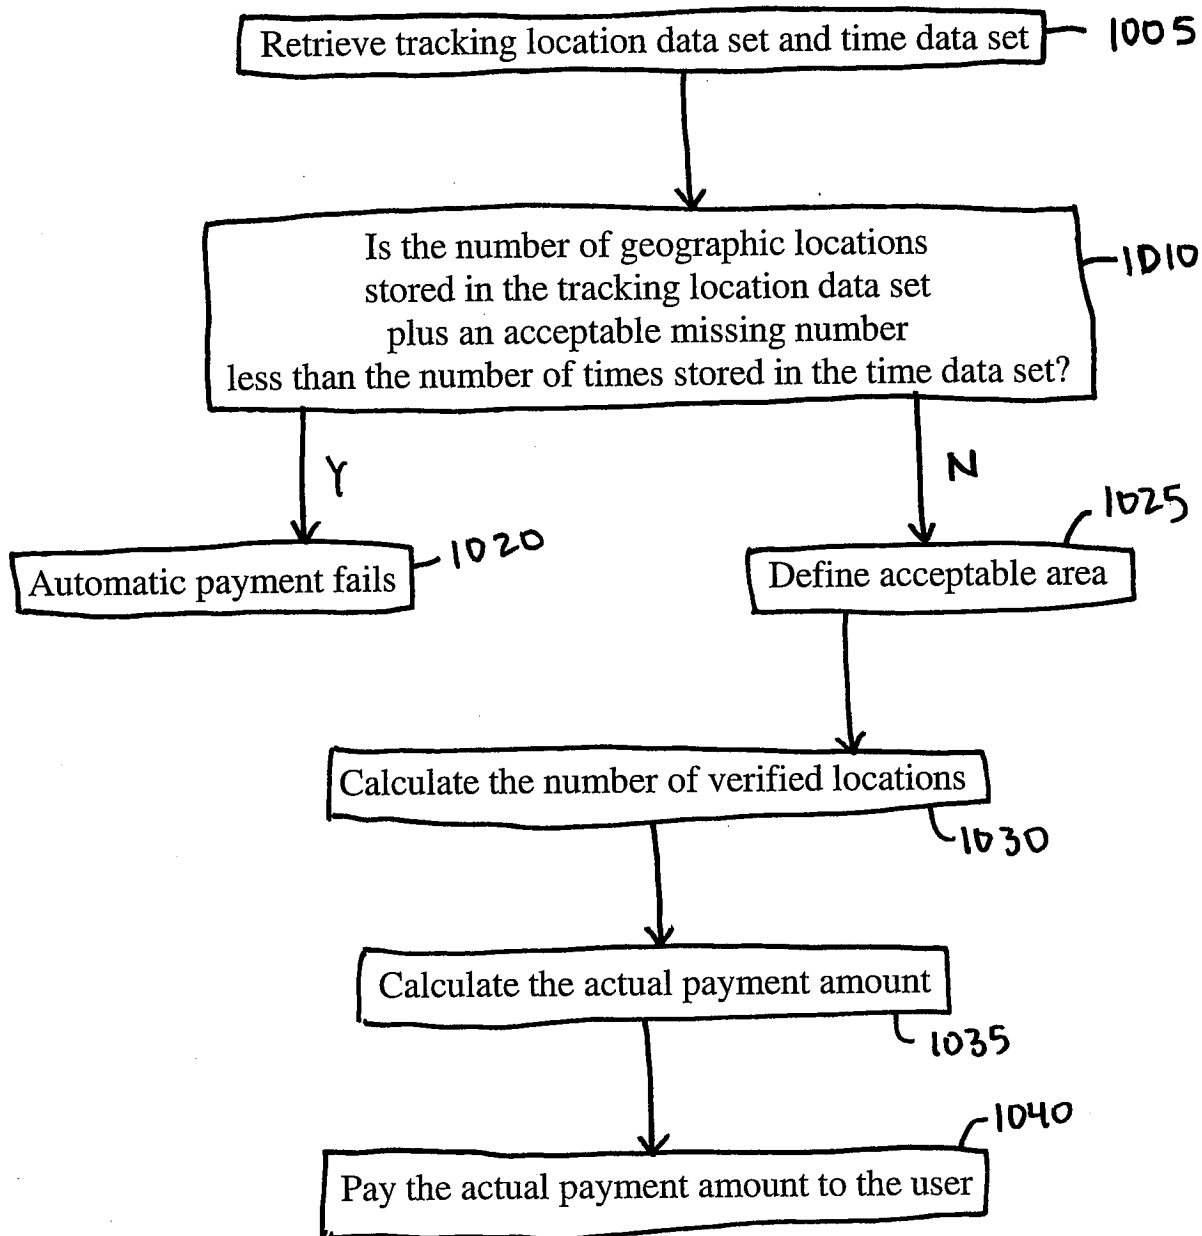 Retrieve tracking location data set and time data set
1005
Is the number of geographic locations
stored in the tracking location data set
plus an acceptable missing number
less than the number of times stored in the time data set?
1010
Y
N
Automatic payment fails
1020
Define acceptable area
1025
Calculate the number of verified locations
1030
Calculate the actual payment amount
1035
Pay the actual payment amount to the user
1040